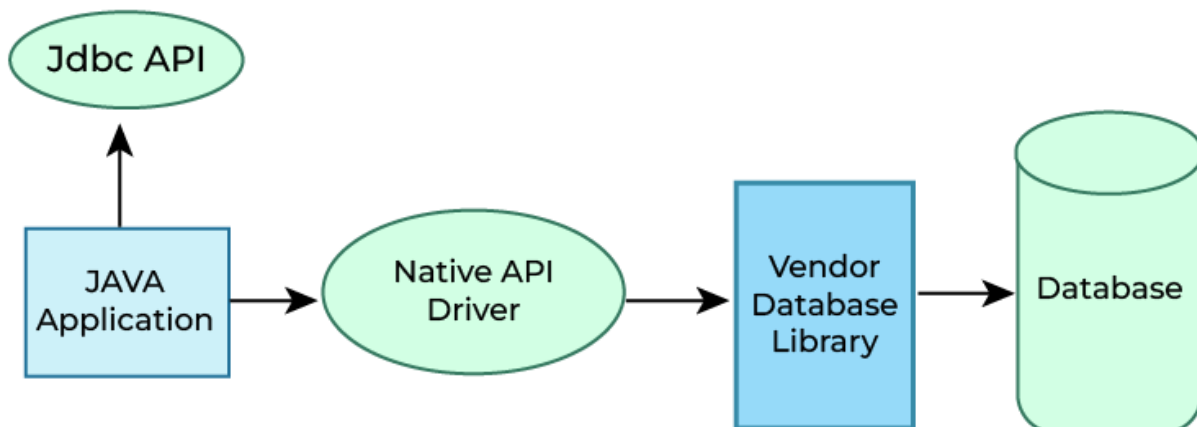 Jdbc API
JAVA
Application
Native API
Driver
Vendor
Database
Library
Database